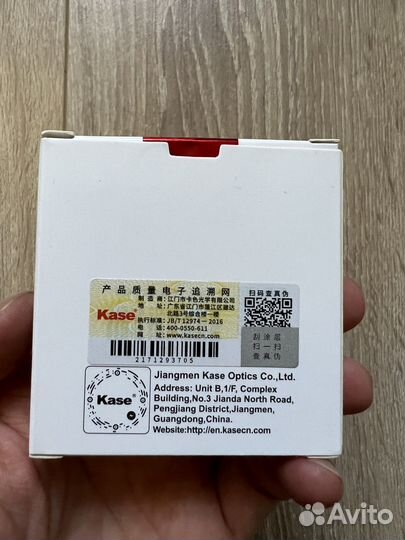 产品质量电子追溯网
Kase
制造商:江门市卡色光学有限公司
地址:广东省江门市蓬江区建达
北路3号综合楼一楼
执行标准:JB/T 12974—2016
电话:400-0550-611
网址:www.kasecn.com
2171293705
扫码查真伪
刮涂层
扫一扫
查真伪
Kase®
Jiangmen Kase Optics Co.,Ltd.
Address: Unit B,1/F, Complex
Building,No.3 Jianda North Road,
Pengjiang District,Jiangmen,
Guangdong,China.
Website:http://en.kasecn.com
Avito